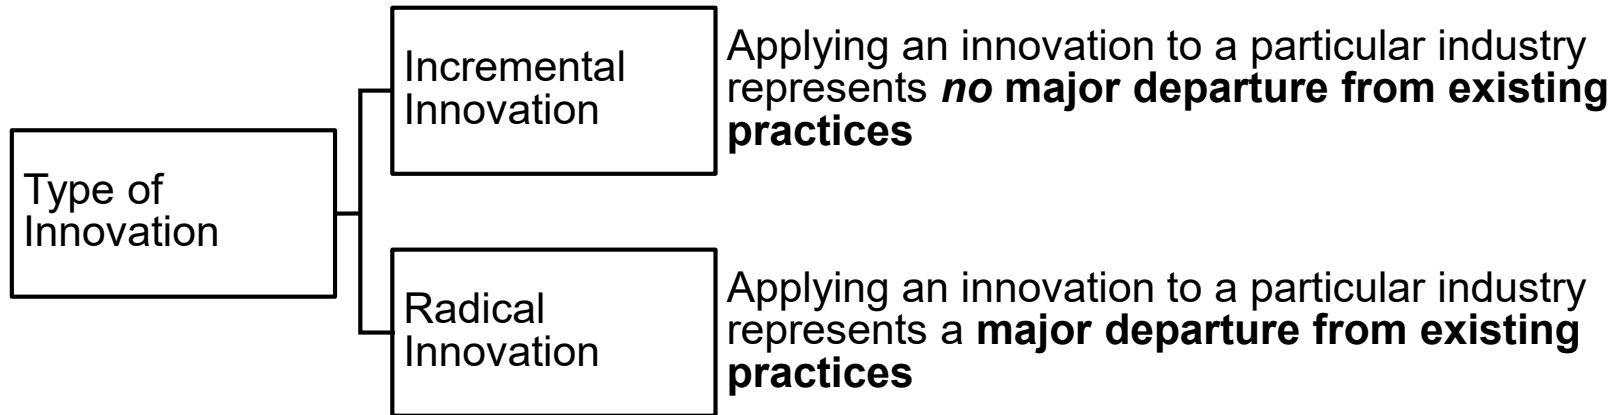 Type of
Innovation
Incremental
Innovation
Applying an innovation to a particular industry
represents no major departure from existing
practices
Radical
Innovation
Applying an innovation to a particular industry
represents a major departure from existing
practices